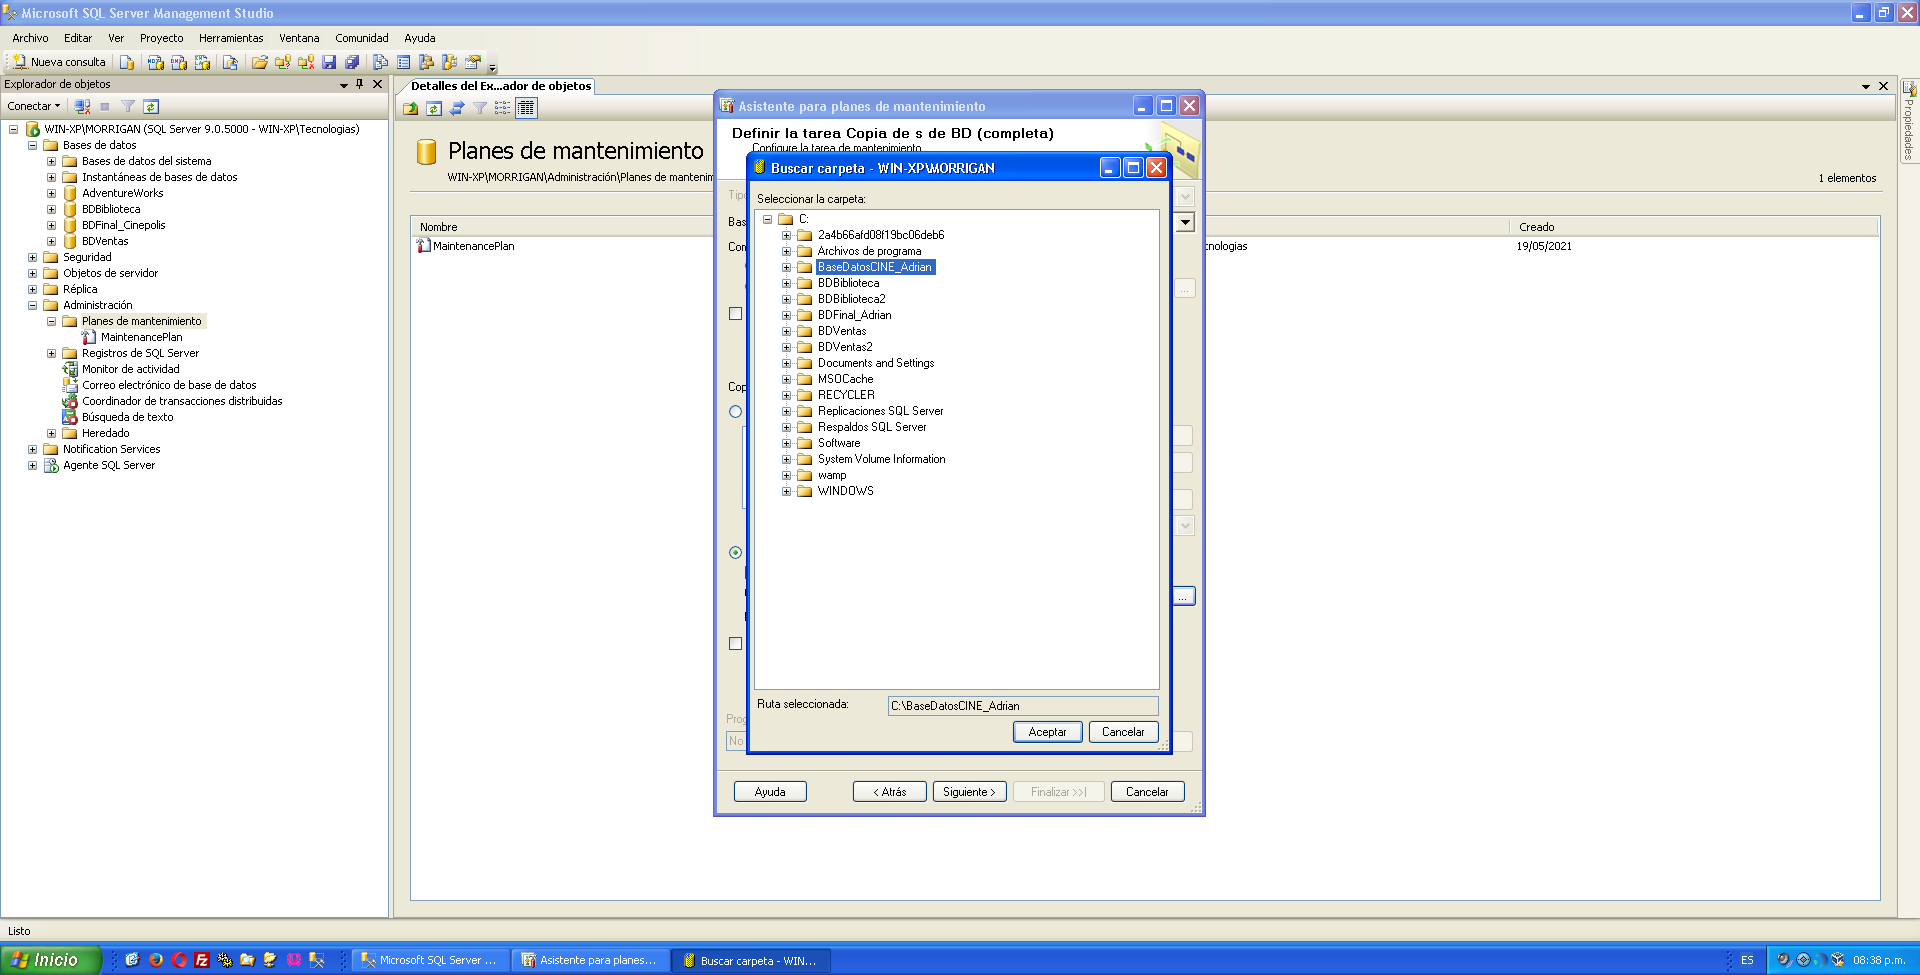 Microsoft SQL Server Management Studio
Archivo Editar Ver Proyecto Herramientas Ventana Comunidad Ayuda
Nueva consulta
Explorador de objetos
Conectar
WIN-XP\MORRIGAN (SQL Server 9.0.5000 - WIN-XP\Tecnologias)
Bases de datos
Bases de datos del sistema
Instantáneas de bases de datos
AdventureWorks
BDBiblioteca
BDFinal_Cinepolis
BDVentas
Seguridad
Objetos de servidor
Réplica
Administración
Planes de mantenimiento
MaintenancePlan
Registros de SQL Server
Monitor de actividad
Correo electrónico de base de datos
Coordinador de transacciones distribuidas
Búsqueda de texto
Heredado
Notification Services
Agente SQL Server
Detalles del Ex...ador de objetos
Planes de mantenimiento
WIN-XP\MORRIGAN\Administración\Planes de mantenim
1 elementos
Nombre
Creado
MaintenancePlan
cnologias
19/05/2021
Propiedades
Asistente para planes de mantenimiento
Definir la tarea Copia de s de BD (completa)
Configure la tarea de mantenimiento
Tipo
Bas
Con
Cop
Prog
No
Buscar carpeta - WIN-XP\MORRIGAN
Seleccionar la carpeta:
C:
2a4b66afd08f19bc06deb6
Archivos de programa
BaseDatosCINE_Adrian
BDBiblioteca
BDBiblioteca2
BDFinal_Adrian
BDVentas
BDVentas2
Documents and Settings
MSOCache
RECYCLER
Replicaciones SQL Server
Respaldos SQL Server
Software
System Volume Information
wamp
WINDOWS
Ruta seleccionada:
C:\BaseDatosCINE_Adrian
Aceptar Cancelar
Ayuda < Atrás Siguiente > Finalizar >>| Cancelar
Listo
Inicio
Microsoft SQL Server ...
Asistente para planes...
Buscar carpeta - WIN...
ES
08:38 p.m.